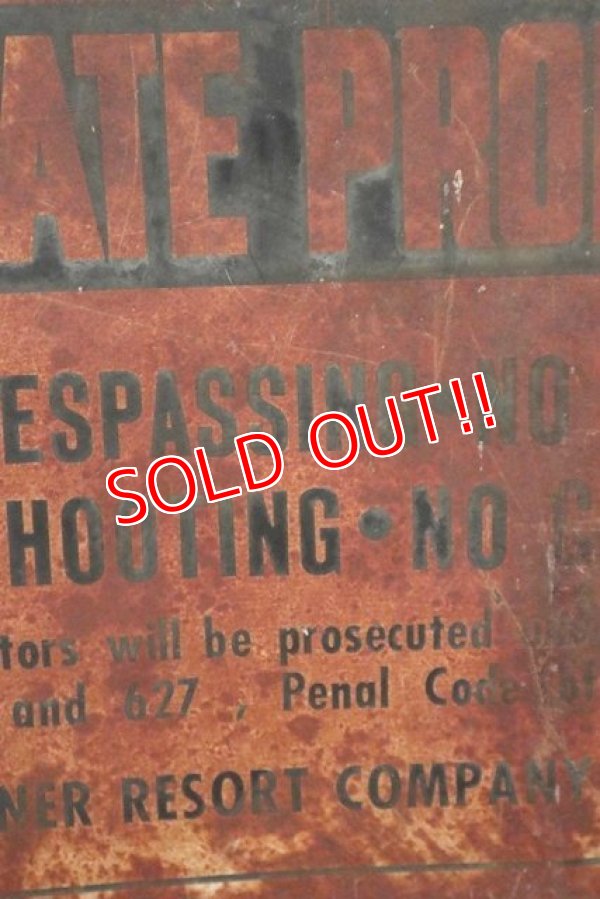 ATE PRO
ESPASSING · NO
SOLD OUT!!
HOOTING · NO
tors will be prosecuted
and 627 , Penal Code of
NER RESORT COMPANY